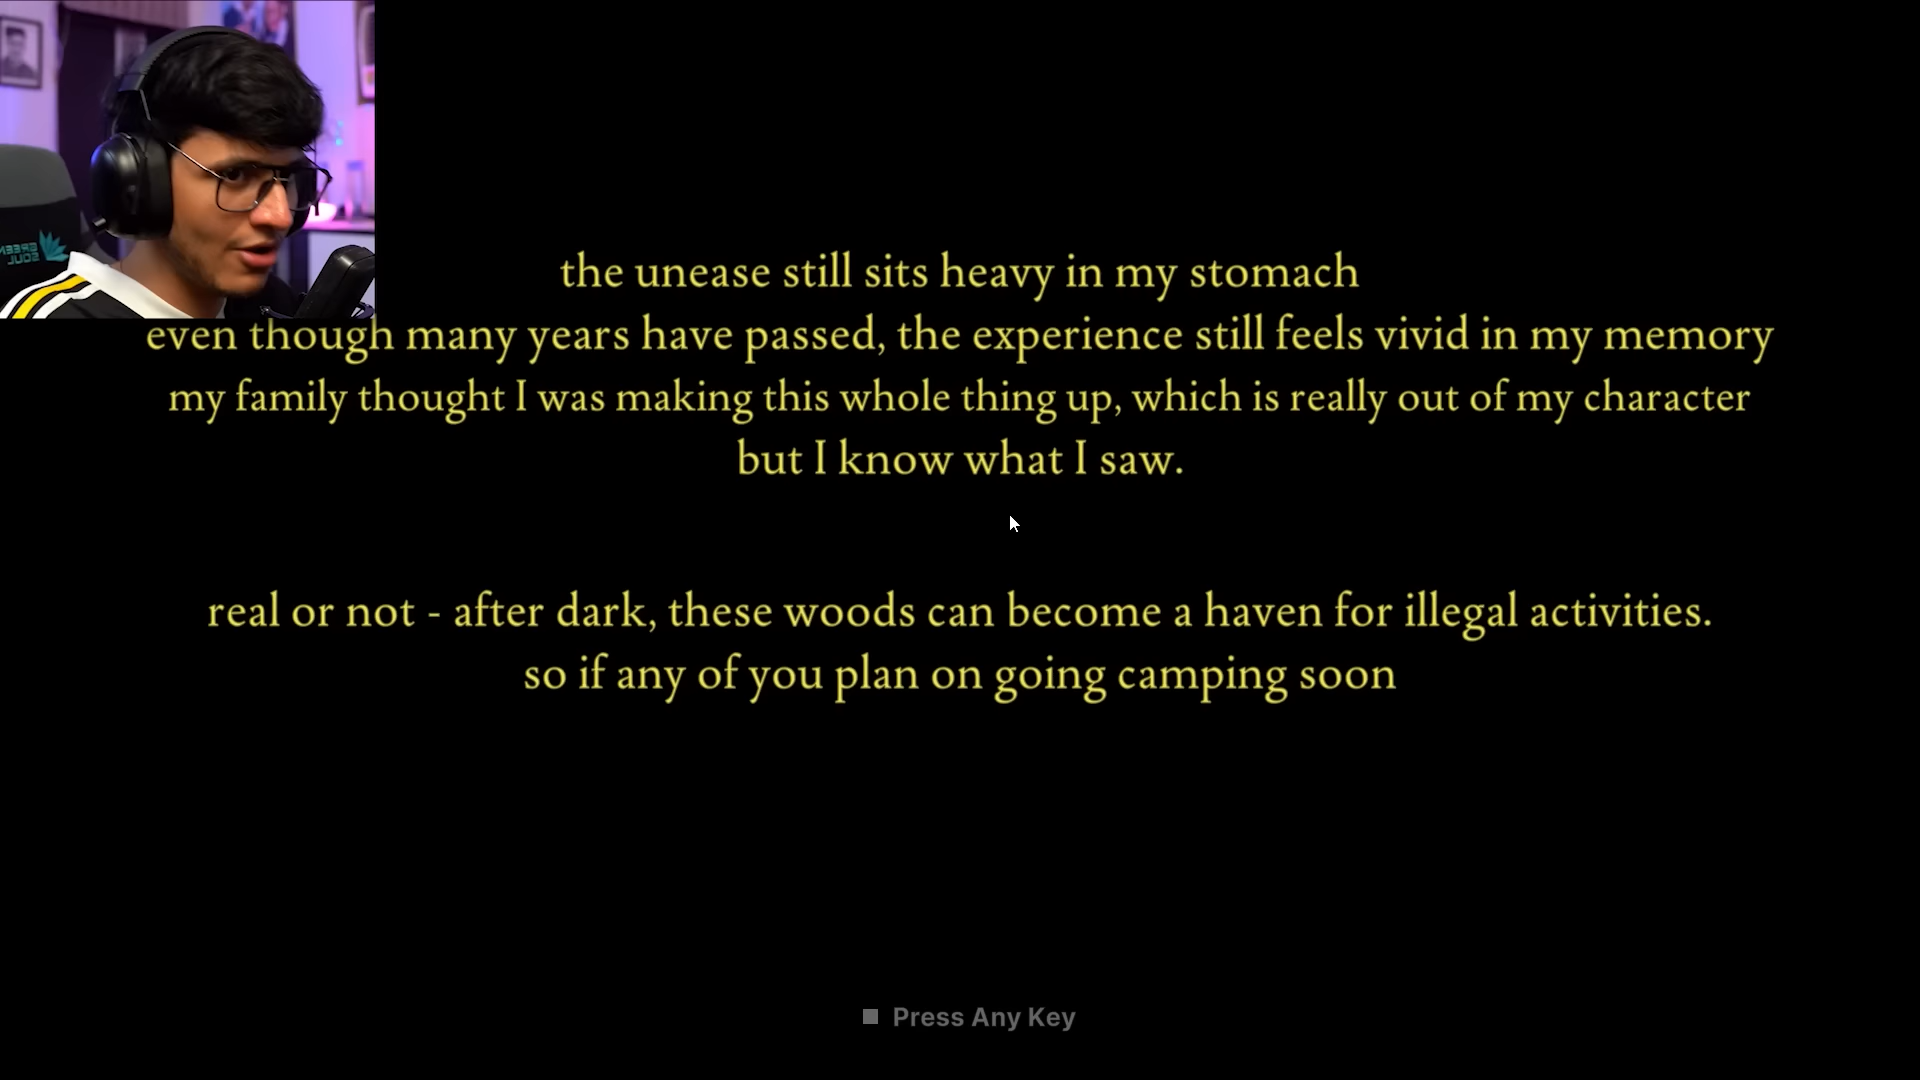 the unease still sits heavy in my stomach
even though many years have passed, the experience still feels vivid in my memory
my family thought I was making this whole thing up, which is really out of my character
but I know what I saw.
real or not - after dark, these woods can become a haven for illegal activities.
so if any of you plan on going camping soon
Press Any Key
GREEN
SOUL